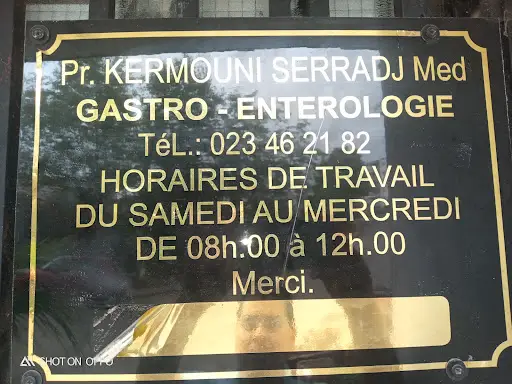 Pr. KERMOUNI SERRADJ Med
GASTRO - ENTEROLOGIE
TéL.: 023 46 21 82
HORAIRES DE TRAVAIL
DU SAMEDI AU MERCREDI
DE 08h.00 à 12h.00
Merci.
SHOT ON OPPO